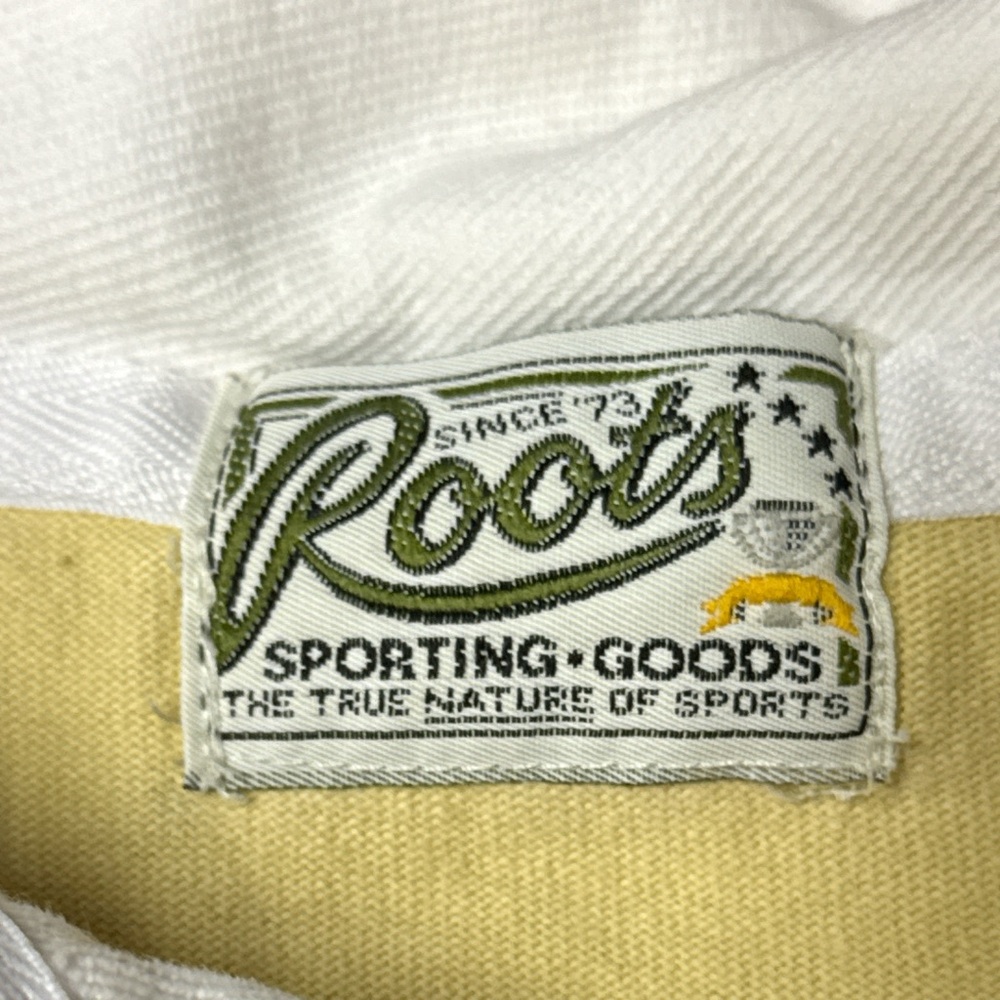 SINCE '73
Roots
SPORTING•GOODS
THE TRUE NATURE OF SPORTS